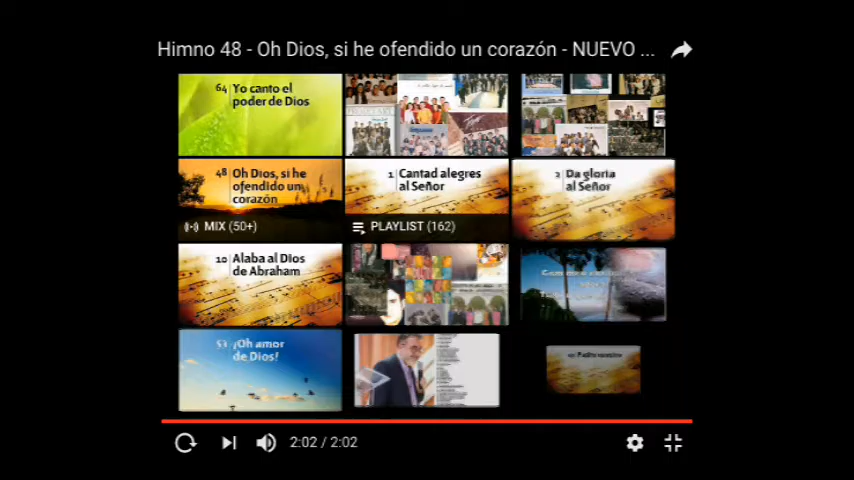 Himno 48 - Oh Dios, si he ofendido un corazón - NUEVO ...
64 Yo canto el
poder de Dios
48 Oh Dios, si he
ofendido un
corazón
MIX (50+)
1 Cantad alegres
al Señor
PLAYLIST (162)
2 Da gloria
al Señor
10 Alaba al Dios
de Abraham
53 ¡Oh amor
de Dios!
2:02 / 2:02